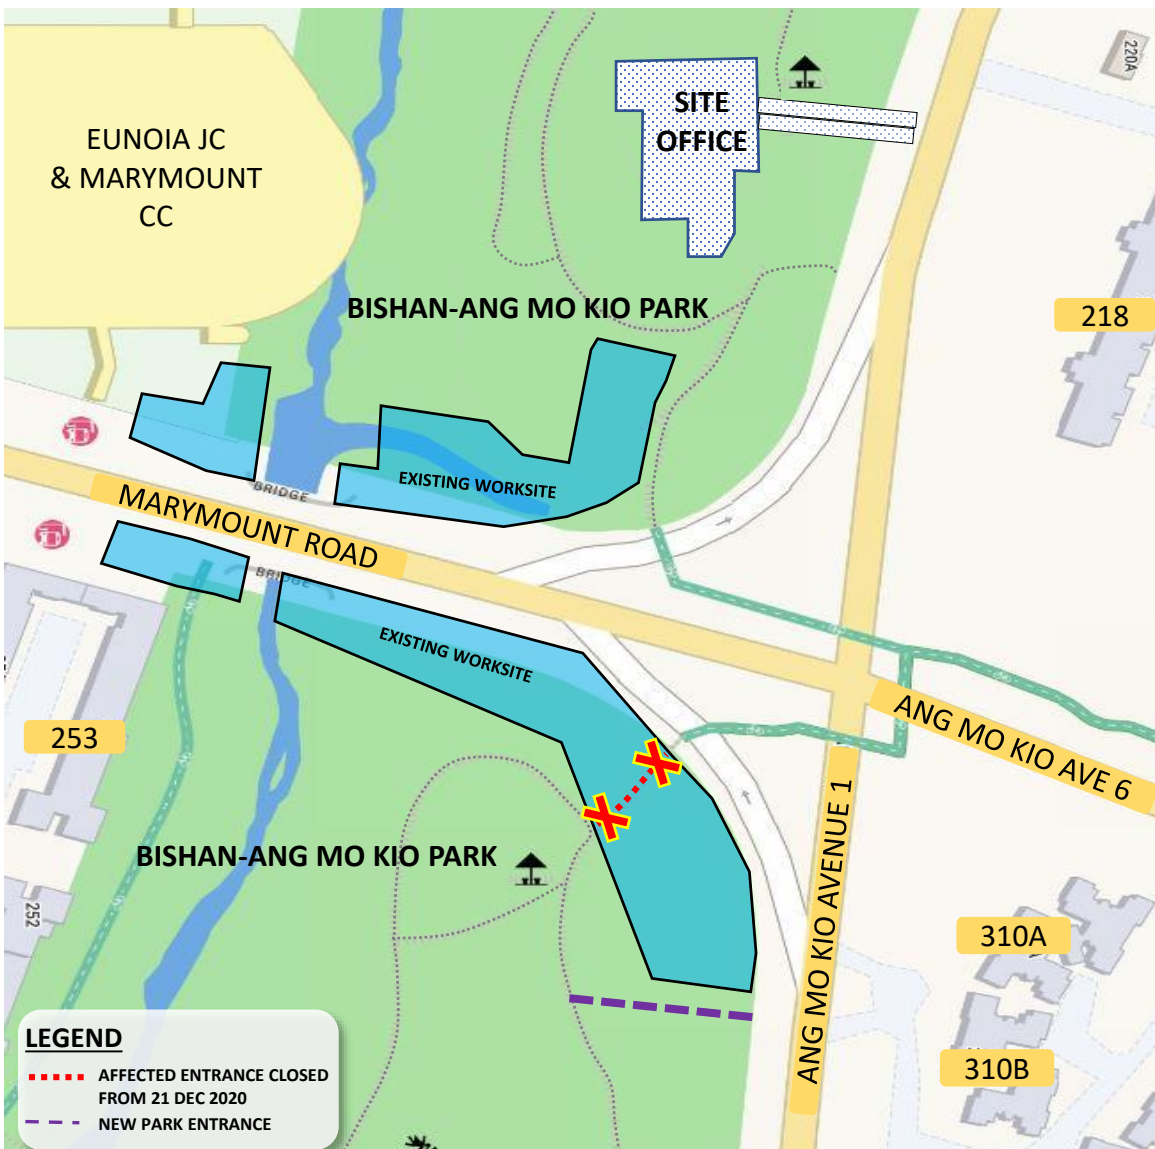 220A
SITE
OFFICE
EUNOIA JC
& MARYMOUNT
CC
BISHAN-ANG MO KIO PARK
218
EXISTING WORKSITE
BRIDGE
MARYMOUNT ROAD
BRIDGE
EXISTING WORKSITE
253
ANG MO KIO AVE 6
ANG MO KIO AVENUE 1
BISHAN-ANG MO KIO PARK
252
310A
310B
LEGEND
AFFECTED ENTRANCE CLOSED
FROM 21 DEC 2020
NEW PARK ENTRANCE